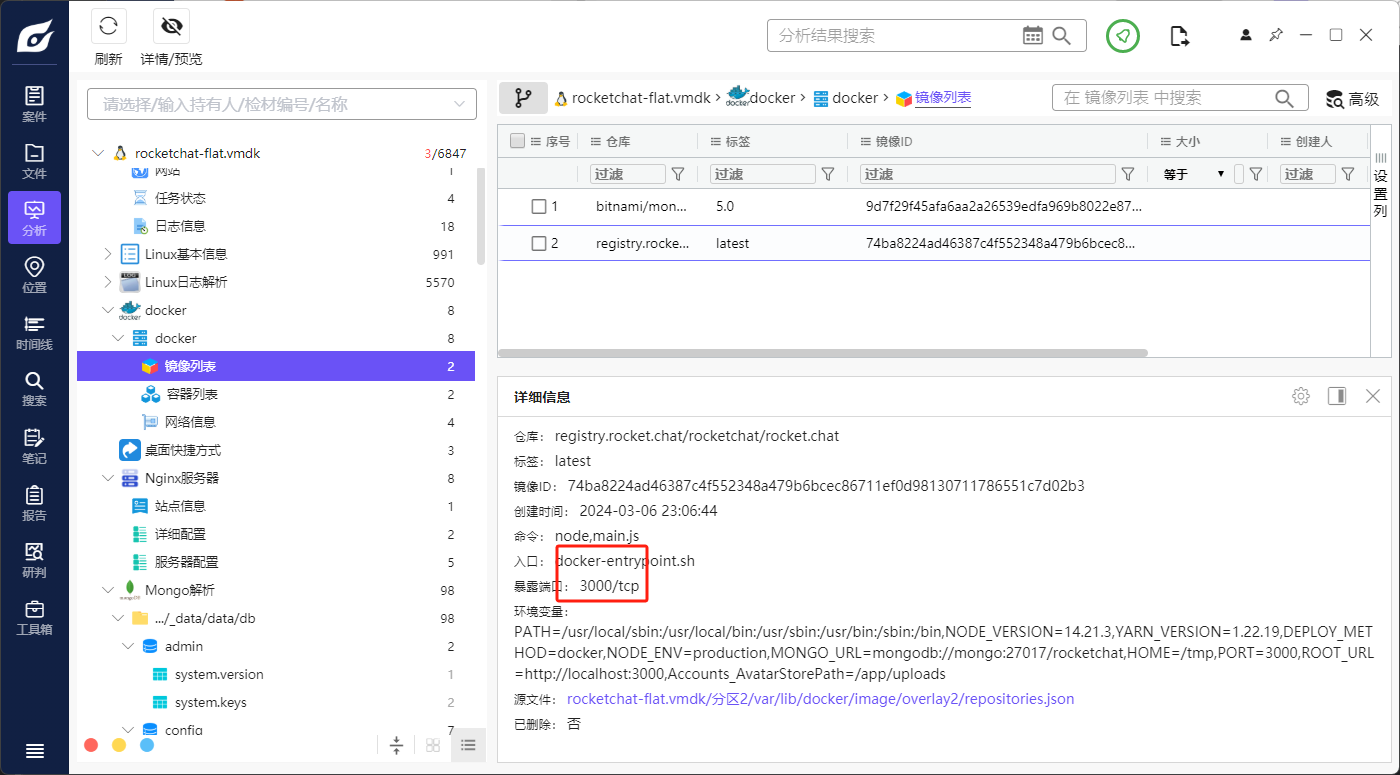 刷新
详情/预览
分析结果搜索
案件
文件
分析
位置
时间线
搜索
笔记
报告
研判
工具箱
请选择/输入持有人/检材编号/名称
rocketchat-flat.vmdk 3/6847
网站 1
任务状态 4
日志信息 18
Linux基本信息 991
Linux日志解析 5570
docker 8
docker 8
镜像列表 2
容器列表 2
网络信息 4
桌面快捷方式 3
Nginx服务器 8
站点信息 1
详细配置 2
服务器配置 5
Mongo解析 98
.../_data/data/db 98
admin 2
system.version 1
system.keys 2
config 7
rocketchat-flat.vmdk > docker > docker > 镜像列表
在 镜像列表 中搜索
高级
序号 仓库 标签 镜像ID 大小 创建人
过滤 过滤 过滤 等于 过滤
设置列
1 bitnami/mon... 5.0 9d7f29f45afa6aa2a26539edfa969b8022e87...
2 registry.rocke... latest 74ba8224ad46387c4f552348a479b6bcec8...
详细信息
仓库: registry.rocket.chat/rocketchat/rocket.chat
标签: latest
镜像ID: 74ba8224ad46387c4f552348a479b6bcec86711ef0d98130711786551c7d02b3
创建时间: 2024-03-06 23:06:44
命令: node,main.js
入口: docker-entrypoint.sh
暴露端口: 3000/tcp
环境变量:
PATH=/usr/local/sbin:/usr/local/bin:/usr/sbin:/usr/bin:/sbin:/bin,NODE_VERSION=14.21.3,YARN_VERSION=1.22.19,DEPLOY_MET
HOD=docker,NODE_ENV=production,MONGO_URL=mongodb://mongo:27017/rocketchat,HOME=/tmp,PORT=3000,ROOT_URL
=http://localhost:3000,Accounts_AvatarStorePath=/app/uploads
源文件: rocketchat-flat.vmdk/分区2/var/lib/docker/image/overlay2/repositories.json
已删除: 否